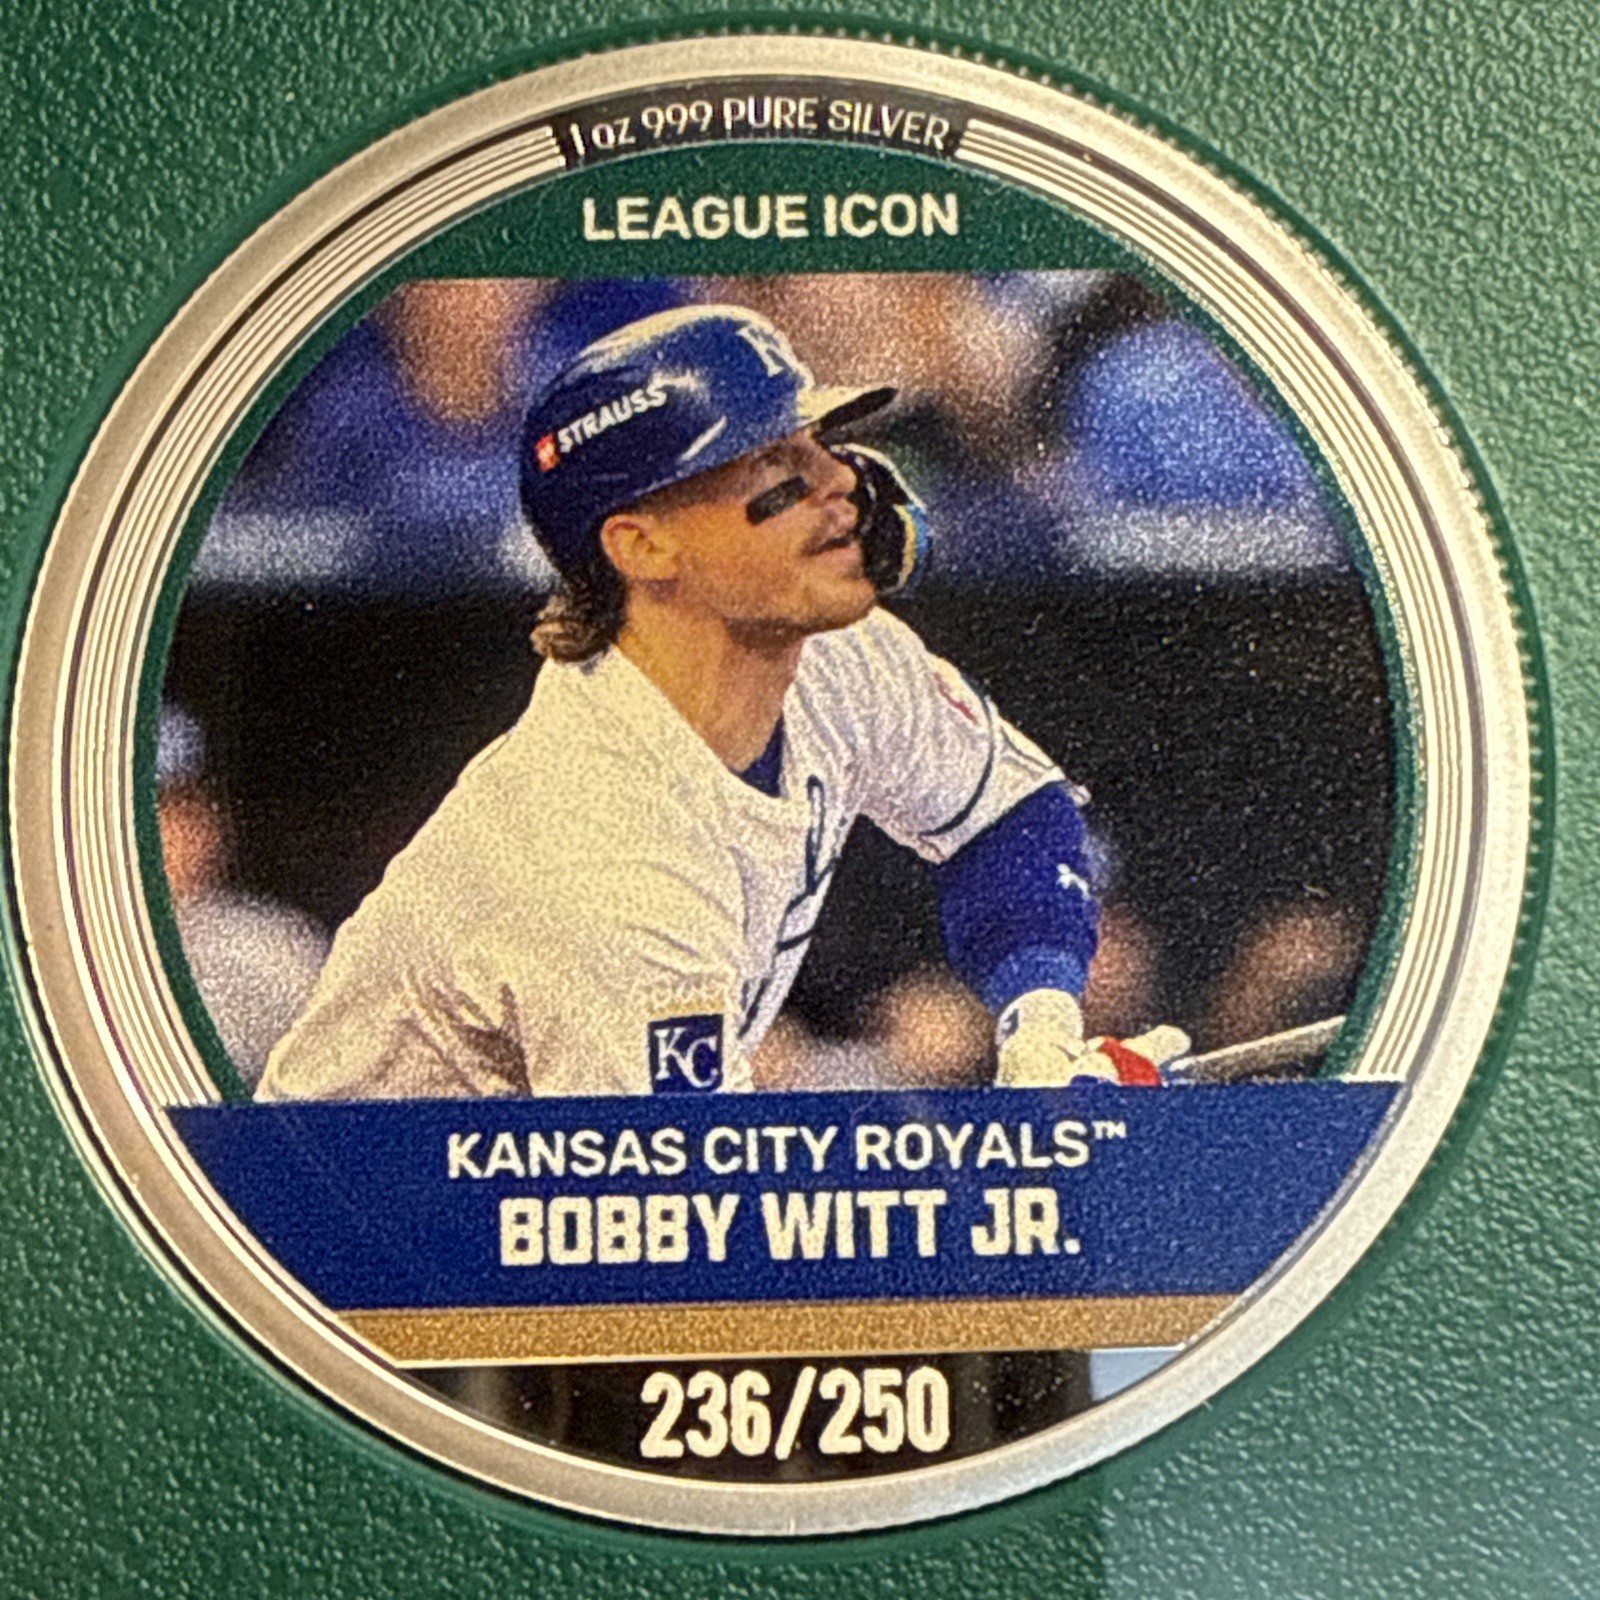 1 oz 999 PURE SILVER
LEAGUE ICON
STRAUSS
KC
KANSAS CITY ROYALS™
BOBBY WITT JR.
236/250